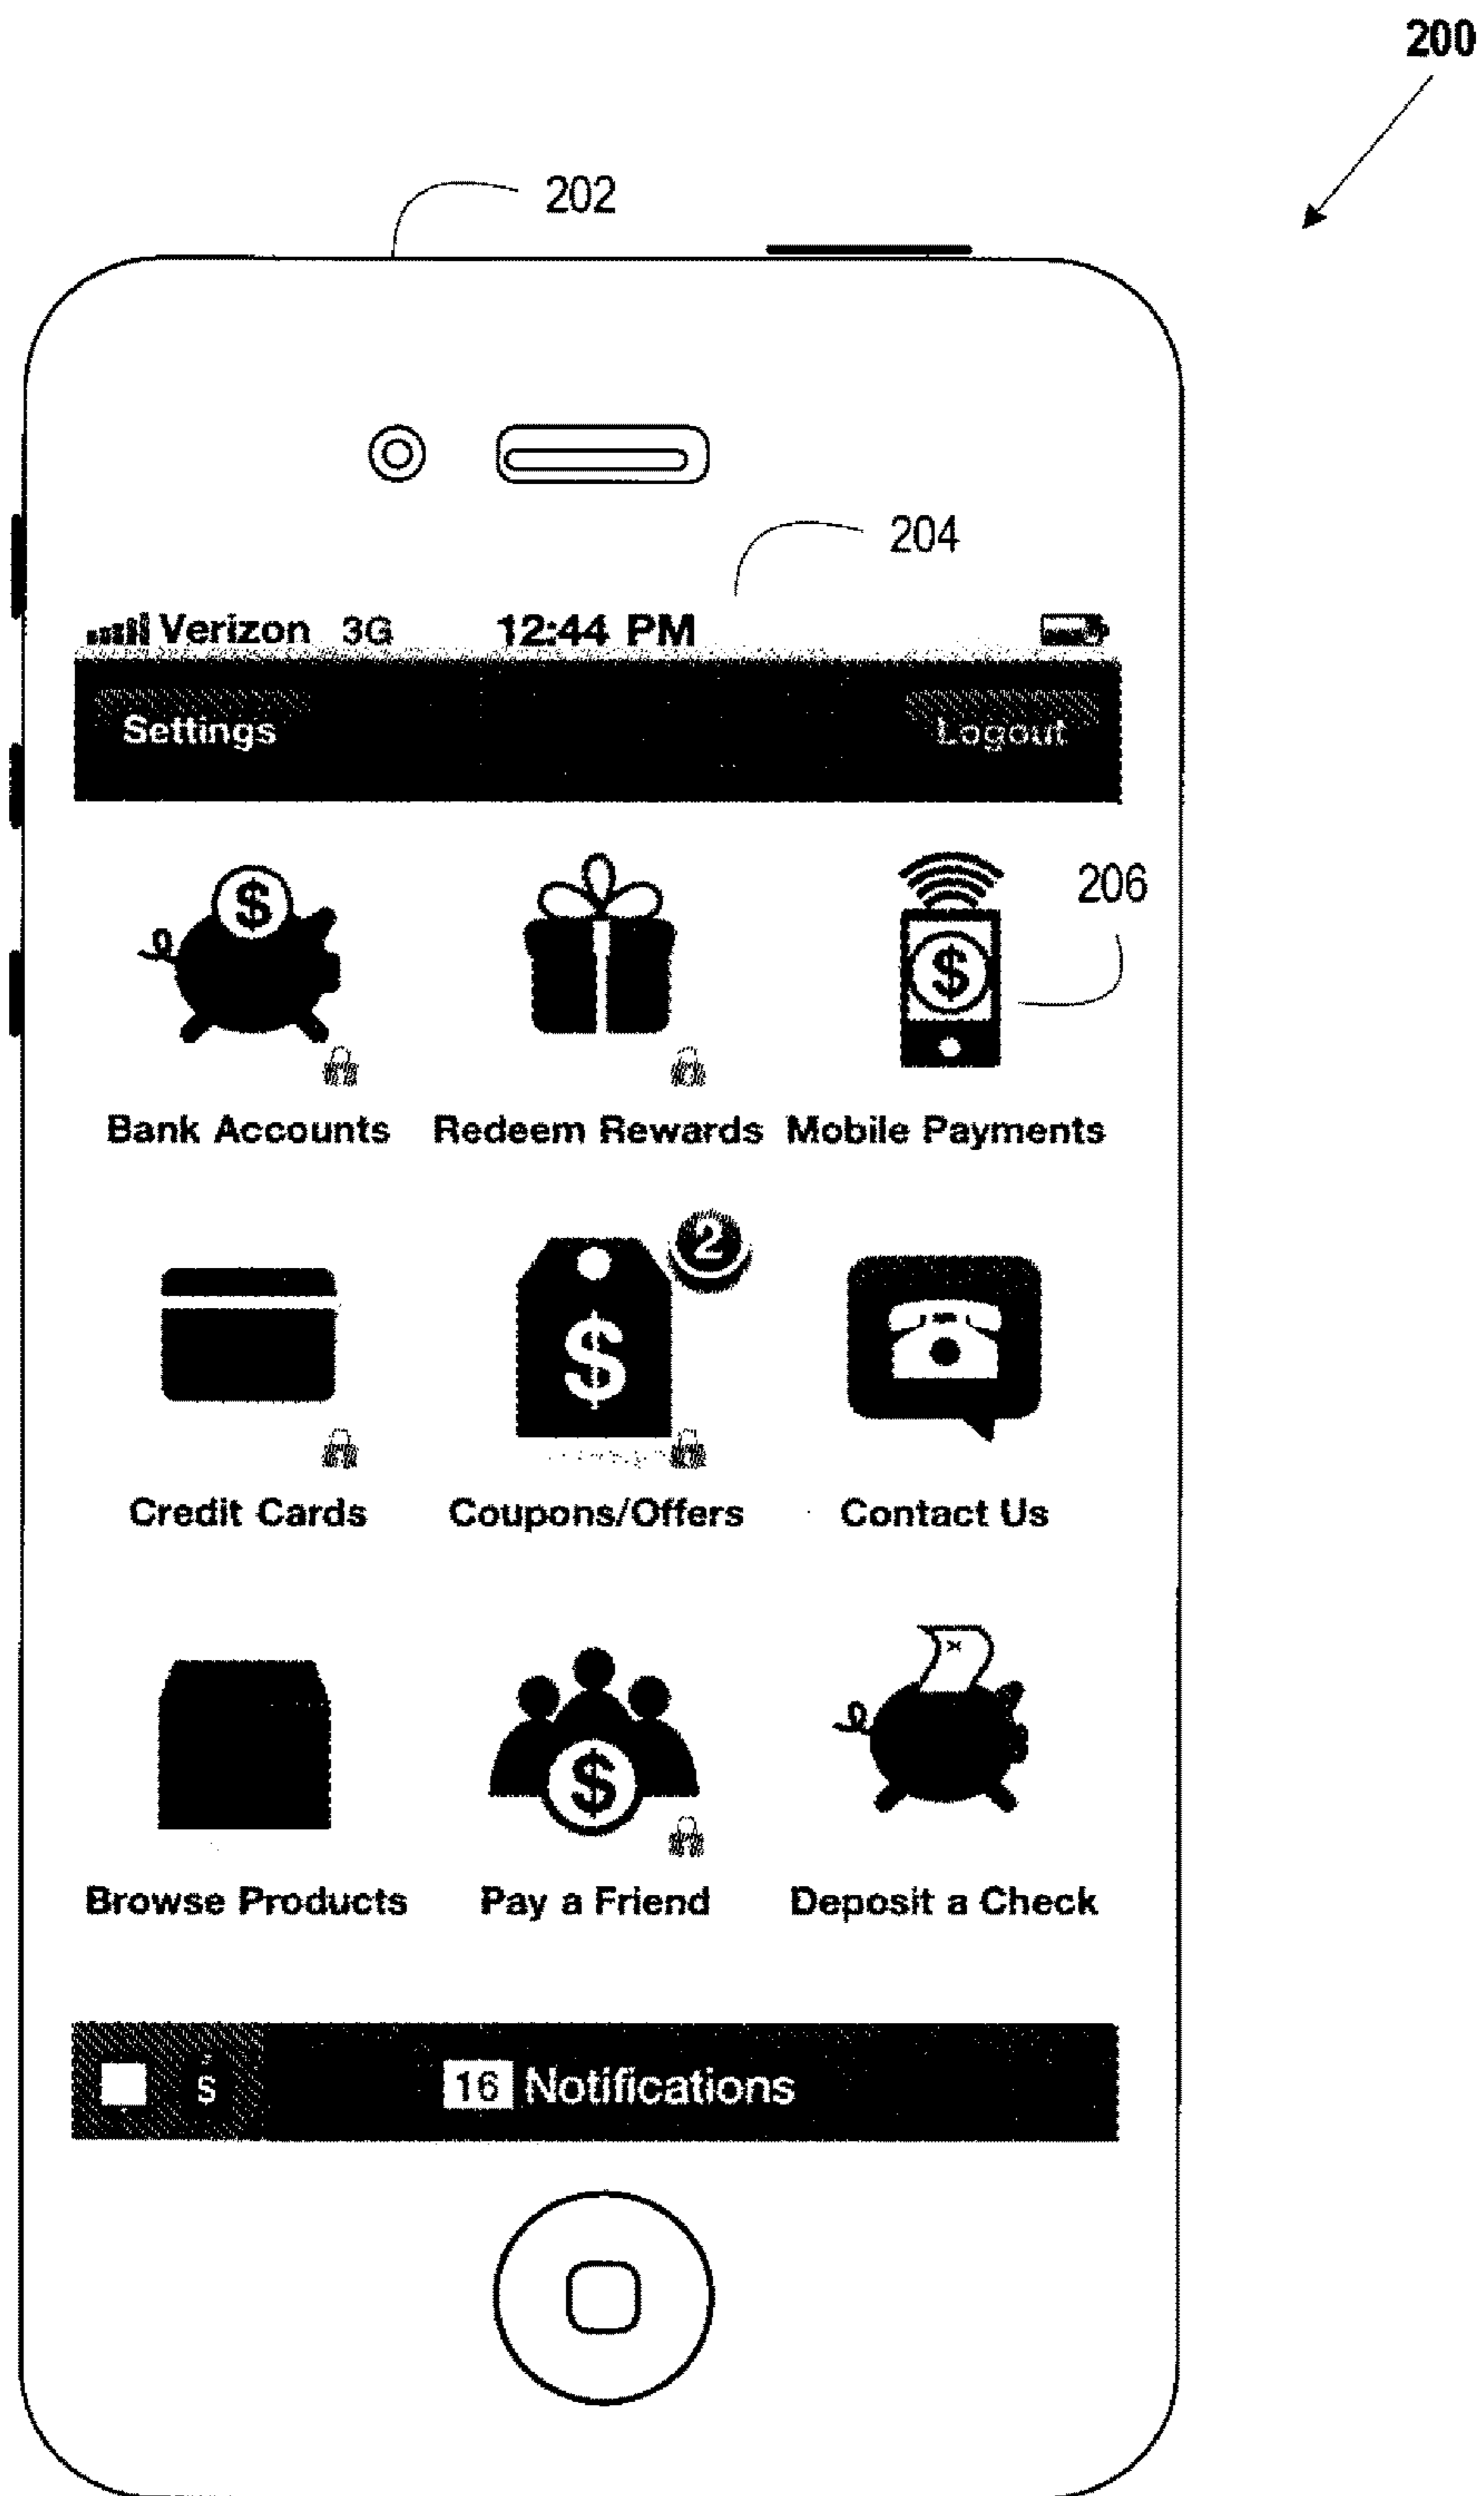 200
202
204
Verizon 3G 12:44 PM
Settings Logout
$ $ 206
Bank Accounts Redeem Rewards Mobile Payments
2
$
Credit Cards Coupons/Offers Contact Us
x
$
Browse Products Pay a Friend Deposit a Check
$ 16 Notifications